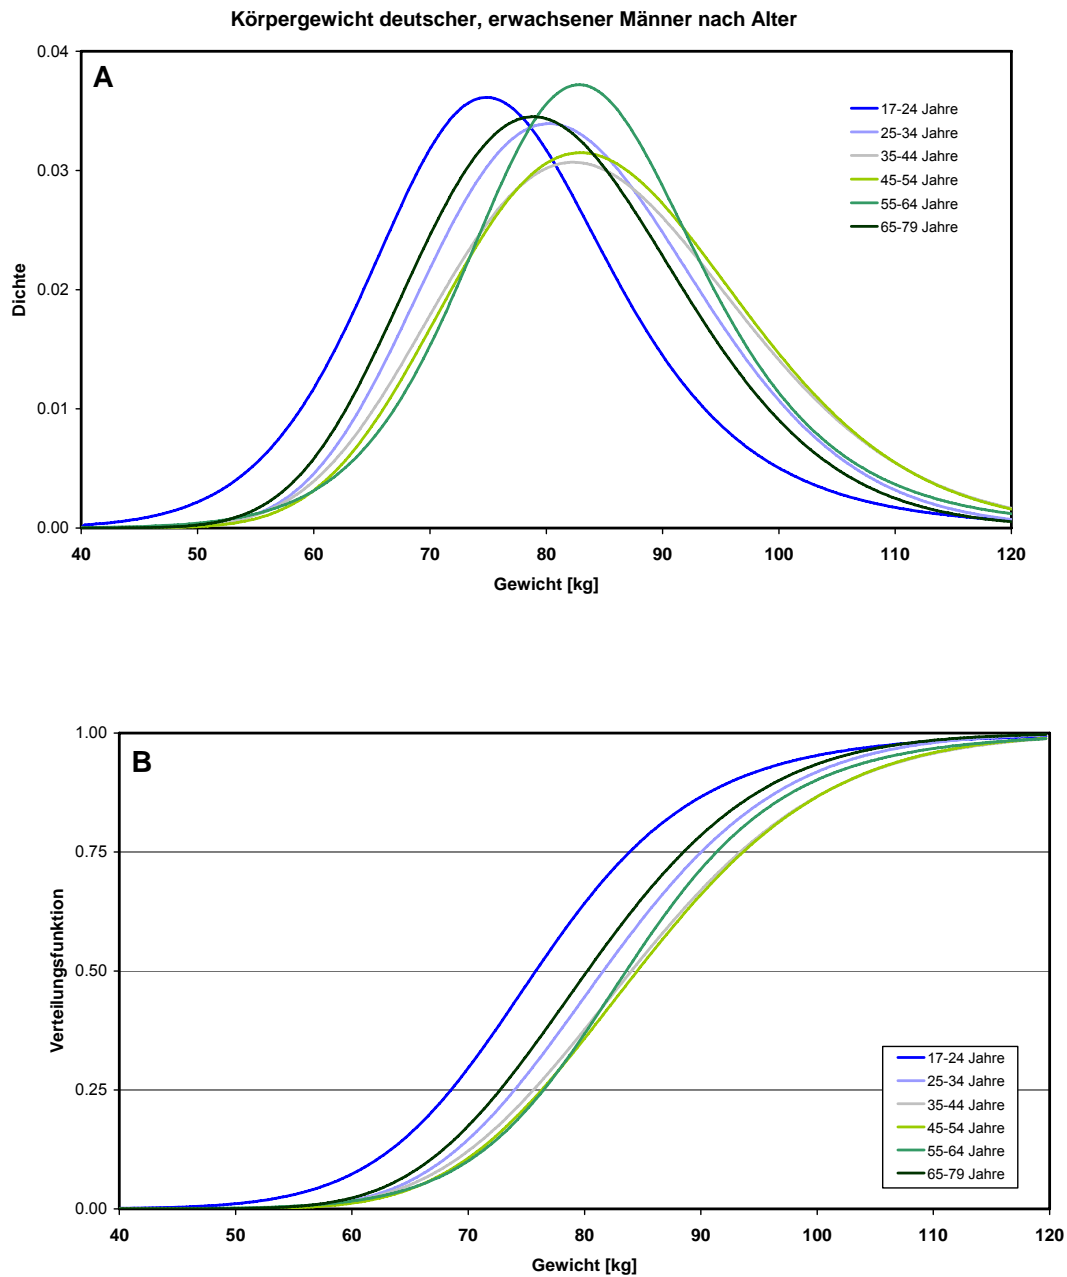 Körpergewicht deutscher, erwachsener Männer nach Alter
A
0.04
0.03
0.02
0.01
0.00
Dichte
40 50 60 70 80 90 100 110 120
Gewicht [kg]
17-24 Jahre
25-34 Jahre
35-44 Jahre
45-54 Jahre
55-64 Jahre
65-79 Jahre
B
1.00
0.75
0.50
0.25
0.00
Verteilungsfunktion
40 50 60 70 80 90 100 110 120
Gewicht [kg]
17-24 Jahre
25-34 Jahre
35-44 Jahre
45-54 Jahre
55-64 Jahre
65-79 Jahre